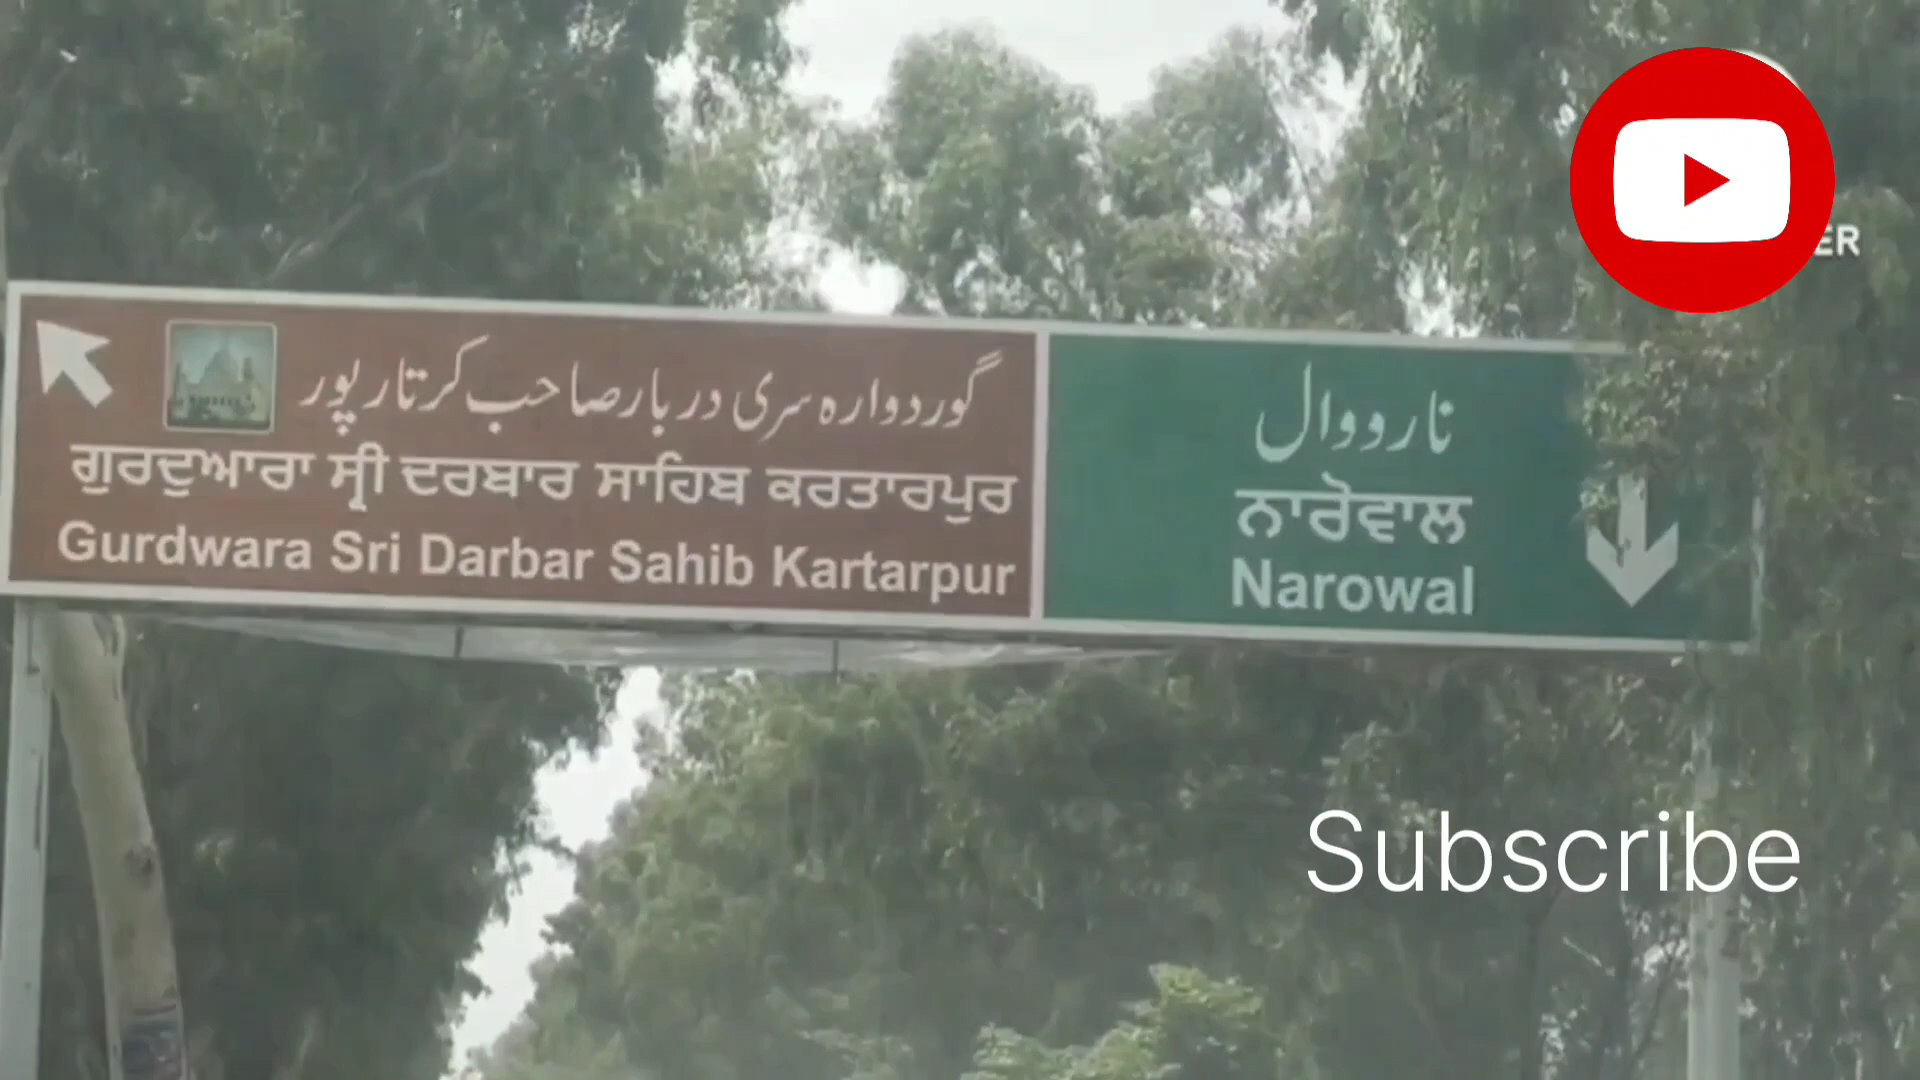 گوردوارہ سری دربار صاحب کرتارپور
ਗੁਰਦੁਆਰਾ ਸ੍ਰੀ ਦਰਬਾਰ ਸਾਹਿਬ ਕਰਤਾਰਪੁਰ
Gurdwara Sri Darbar Sahib Kartarpur
نارووال
ਨਾਰੋਵਾਲ
Narowal
Subscribe